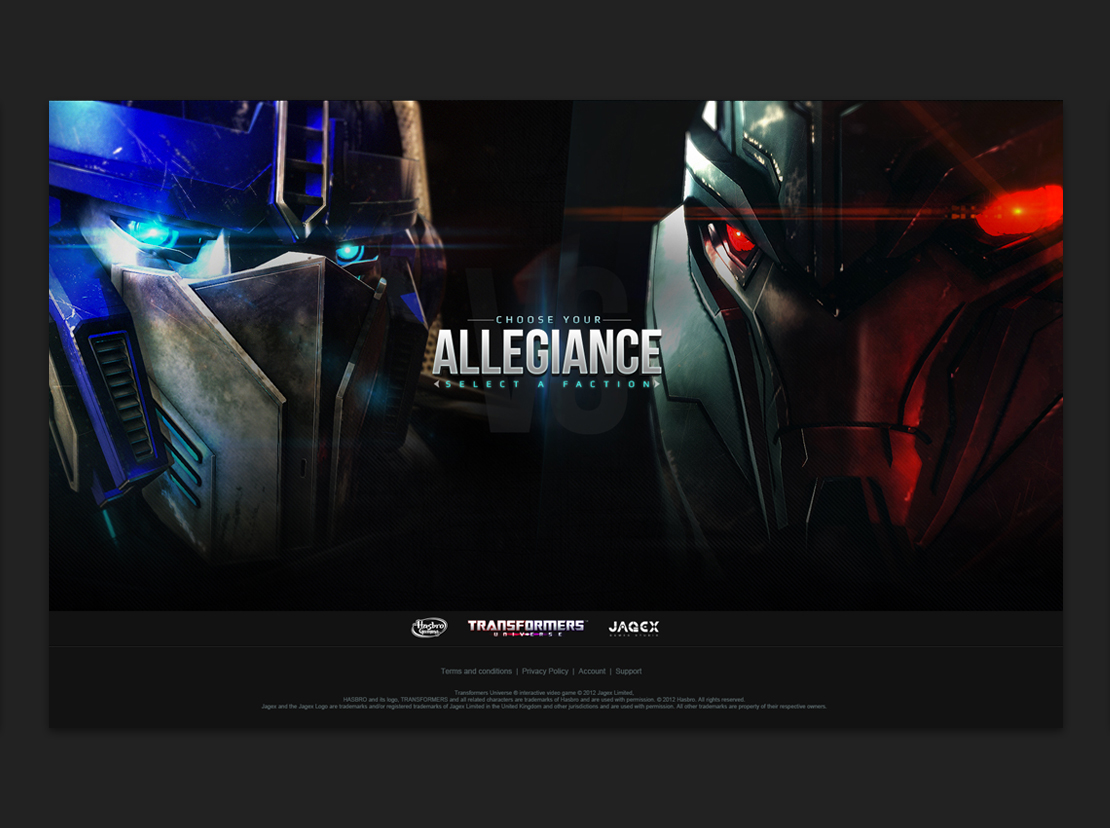 VS
CHOOSE YOUR
ALLEGIANCE
SELECT A FACTION
Hasbro TRANSFORMERS JAGEX
UNIVERSE
Terms and conditions | Privacy Policy | Account | Support
Transformers Universe ® interactive video game © 2012 Jagex Limited,
HASBRO and its logo, TRANSFORMERS and all related characters are trademarks of Hasbro and are used with permission. © 2012 Hasbro. All rights reserved.
Jagex and the Jagex Logo are trademarks and/or registered trademarks of Jagex Limited in the United Kingdom and other jurisdictions and are used with permission. All other trademarks are property of their respective owners.